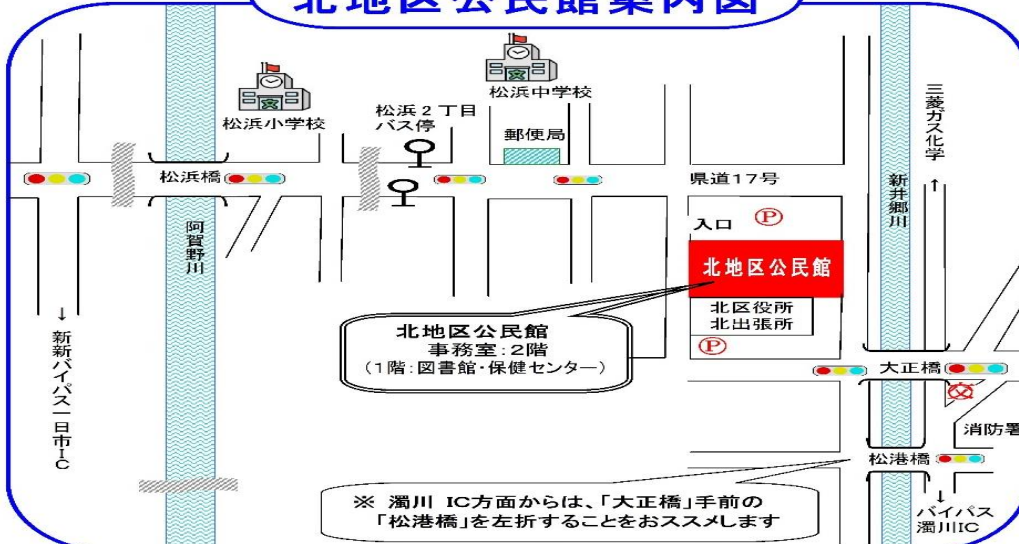 北地区公民館案内図
松浜中学校
松浜小学校
松浜２丁目
バス停
郵便局
三菱ガス化学
↑
松浜橋
県道17号
新井郷川
阿賀野川
入口
P
北地区公民館
北区役所
北出張所
P
↓
新新バイパス一日市IC
北地区公民館
事務室:2階
(1階:図書館・保健センター)
大正橋
消防署
松港橋
※ 濁川 IC方面からは、「大正橋」手前の
「松港橋」を左折することをおススメします
↓
バイパス
濁川IC